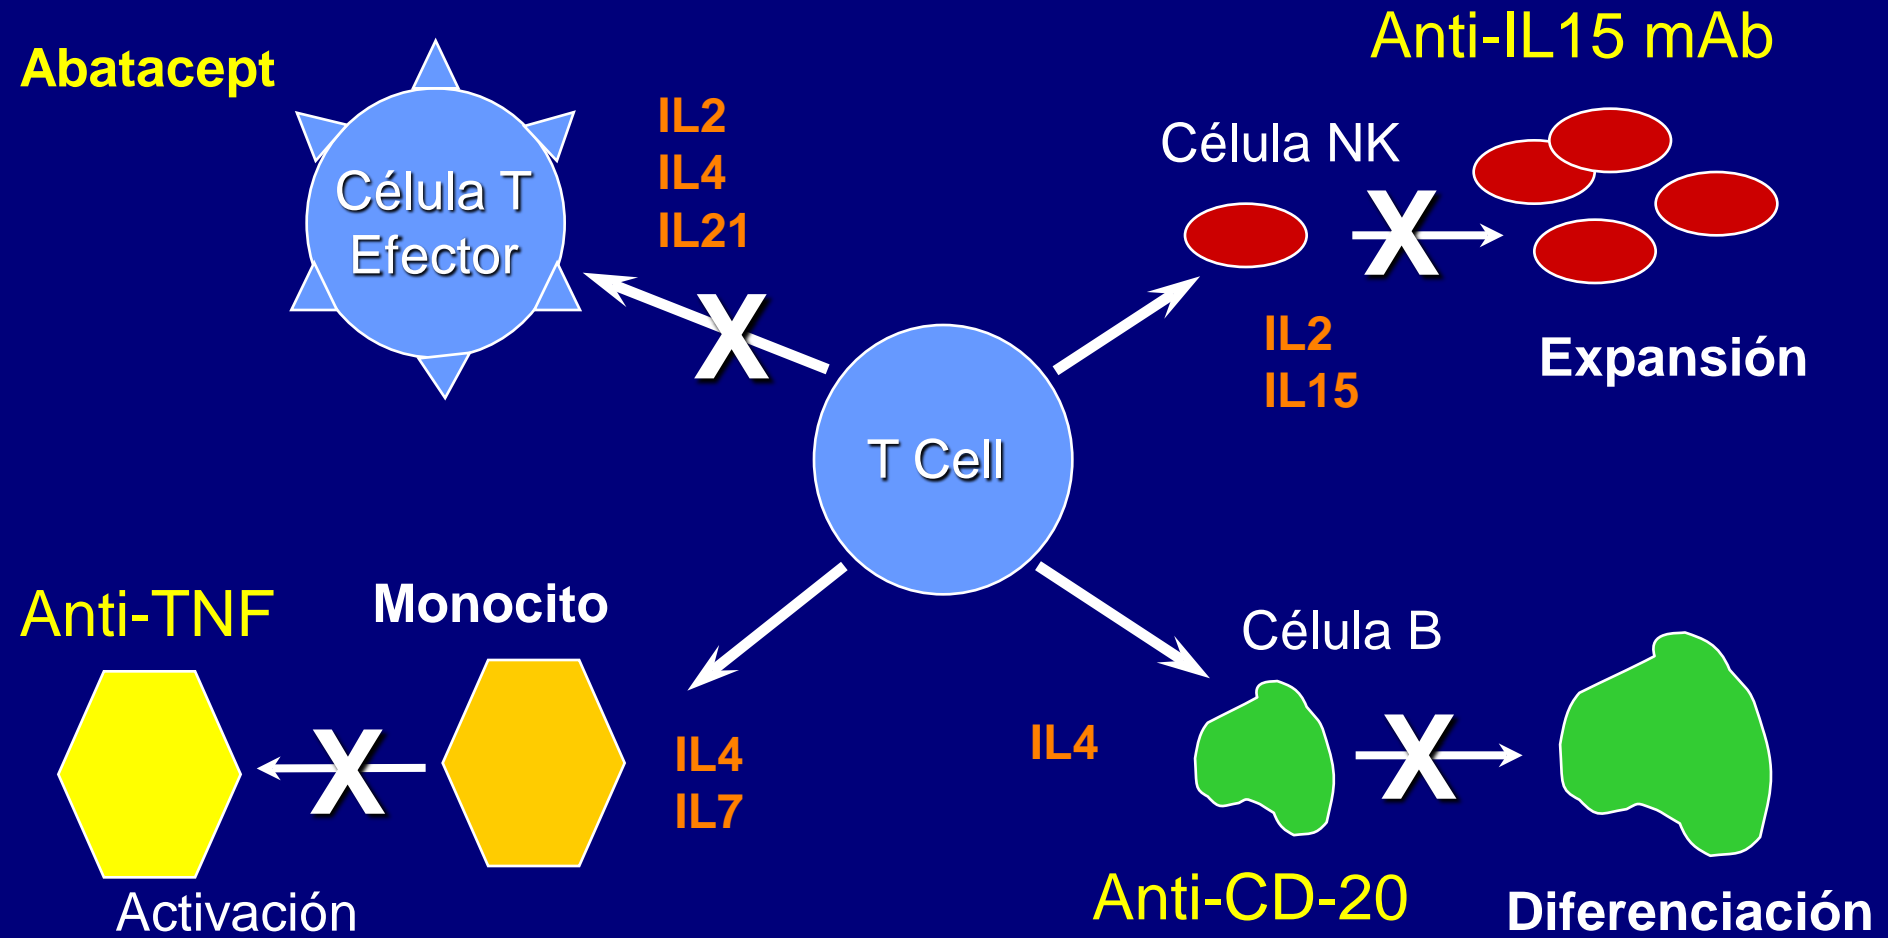 Abatacept
Célula T
Efector
IL2
IL4
IL21
X
Anti-IL15 mAb
Célula NK
X
IL2
IL15
Expansión
T Cell
Anti-TNF
Monocito
X
IL4
IL7
Activación
Célula B
IL4
X
Anti-CD-20
Diferenciación